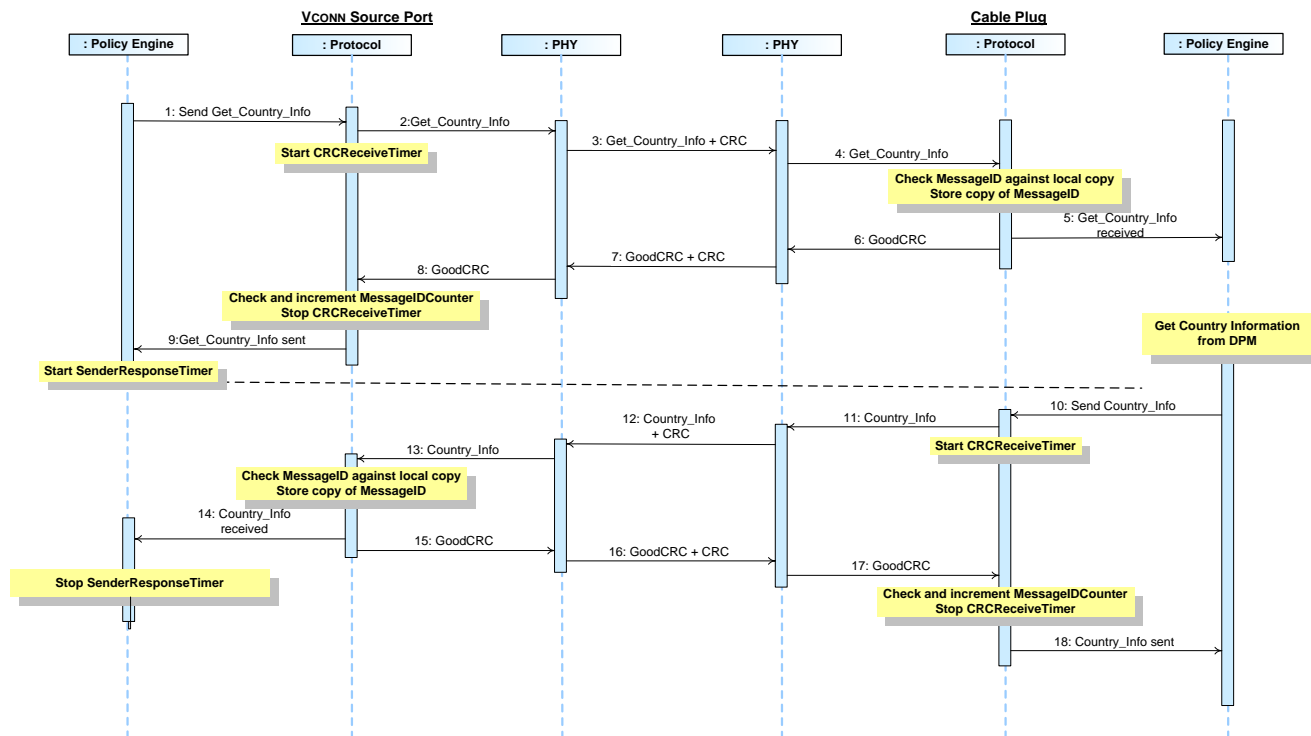 VCONN Source Port
Cable Plug
: Policy Engine
: Protocol
: PHY
: PHY
: Protocol
: Policy Engine
1: Send Get_Country_Info
2:Get_Country_Info
Start CRCReceiveTimer
3: Get_Country_Info + CRC
4: Get_Country_Info
Check MessageID against local copy
Store copy of MessageID
5: Get_Country_Info
received
6: GoodCRC
7: GoodCRC + CRC
8: GoodCRC
Check and increment MessageIDCounter
Stop CRCReceiveTimer
9:Get_Country_Info sent
Start SenderResponseTimer
Get Country Information
from DPM
10: Send Country_Info
11: Country_Info
Start CRCReceiveTimer
12: Country_Info
+ CRC
13: Country_Info
Check MessageID against local copy
Store copy of MessageID
14: Country_Info
received
15: GoodCRC
16: GoodCRC + CRC
17: GoodCRC
Stop SenderResponseTimer
Check and increment MessageIDCounter
Stop CRCReceiveTimer
18: Country_Info sent